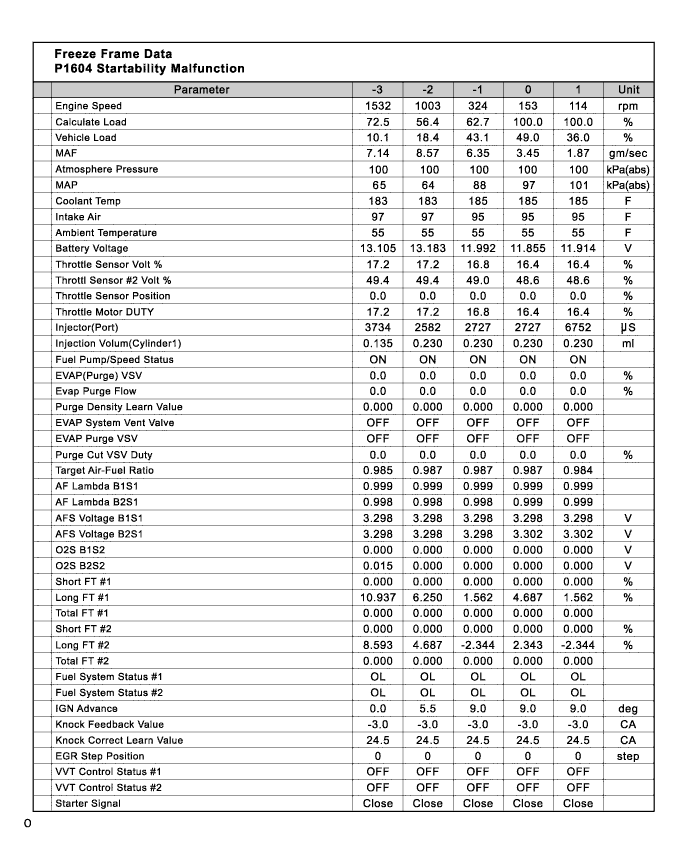 Freeze Frame Data
P1604 Startability Malfunction
Parameter -3 -2 -1 0 1 Unit
Engine Speed 1532 1003 324 153 114 rpm
Calculate Load 72.5 56.4 62.7 100.0 100.0 %
Vehicle Load 10.1 18.4 43.1 49.0 36.0 %
MAF 7.14 8.57 6.35 3.45 1.87 gm/sec
Atmosphere Pressure 100 100 100 100 100 kPa(abs)
MAP 65 64 88 97 101 kPa(abs)
Coolant Temp 183 183 185 185 185 F
Intake Air 97 97 95 95 95 F
Ambient Temperature 55 55 55 55 55 F
Battery Voltage 13.105 13.183 11.992 11.855 11.914 V
Throttle Sensor Volt % 17.2 17.2 16.8 16.4 16.4 %
Throttl Sensor #2 Volt % 49.4 49.4 49.0 48.6 48.6 %
Throttle Sensor Position 0.0 0.0 0.0 0.0 0.0 %
Throttle Motor DUTY 17.2 17.2 16.8 16.4 16.4 %
Injector(Port) 3734 2582 2727 2727 6752 µS
Injection Volum(Cylinder1) 0.135 0.230 0.230 0.230 0.230 ml
Fuel Pump/Speed Status ON ON ON ON ON
EVAP(Purge) VSV 0.0 0.0 0.0 0.0 0.0 %
Evap Purge Flow 0.0 0.0 0.0 0.0 0.0 %
Purge Density Learn Value 0.000 0.000 0.000 0.000 0.000
EVAP System Vent Valve OFF OFF OFF OFF OFF
EVAP Purge VSV OFF OFF OFF OFF OFF
Purge Cut VSV Duty 0.0 0.0 0.0 0.0 0.0 %
Target Air-Fuel Ratio 0.985 0.987 0.987 0.987 0.984
AF Lambda B1S1 0.999 0.999 0.999 0.999 0.999
AF Lambda B2S1 0.998 0.998 0.998 0.999 0.999
AFS Voltage B1S1 3.298 3.298 3.298 3.298 3.298 V
AFS Voltage B2S1 3.298 3.298 3.298 3.302 3.302 V
O2S B1S2 0.000 0.000 0.000 0.000 0.000 V
O2S B2S2 0.015 0.000 0.000 0.000 0.000 V
Short FT #1 0.000 0.000 0.000 0.000 0.000 %
Long FT #1 10.937 6.250 1.562 4.687 1.562 %
Total FT #1 0.000 0.000 0.000 0.000 0.000
Short FT #2 0.000 0.000 0.000 0.000 0.000 %
Long FT #2 8.593 4.687 -2.344 2.343 -2.344 %
Total FT #2 0.000 0.000 0.000 0.000 0.000
Fuel System Status #1 OL OL OL OL OL
Fuel System Status #2 OL OL OL OL OL
IGN Advance 0.0 5.5 9.0 9.0 9.0 deg
Knock Feedback Value -3.0 -3.0 -3.0 -3.0 -3.0 CA
Knock Correct Learn Value 24.5 24.5 24.5 24.5 24.5 CA
EGR Step Position 0 0 0 0 0 step
VVT Control Status #1 OFF OFF OFF OFF OFF
VVT Control Status #2 OFF OFF OFF OFF OFF
Starter Signal Close Close Close Close Close
0